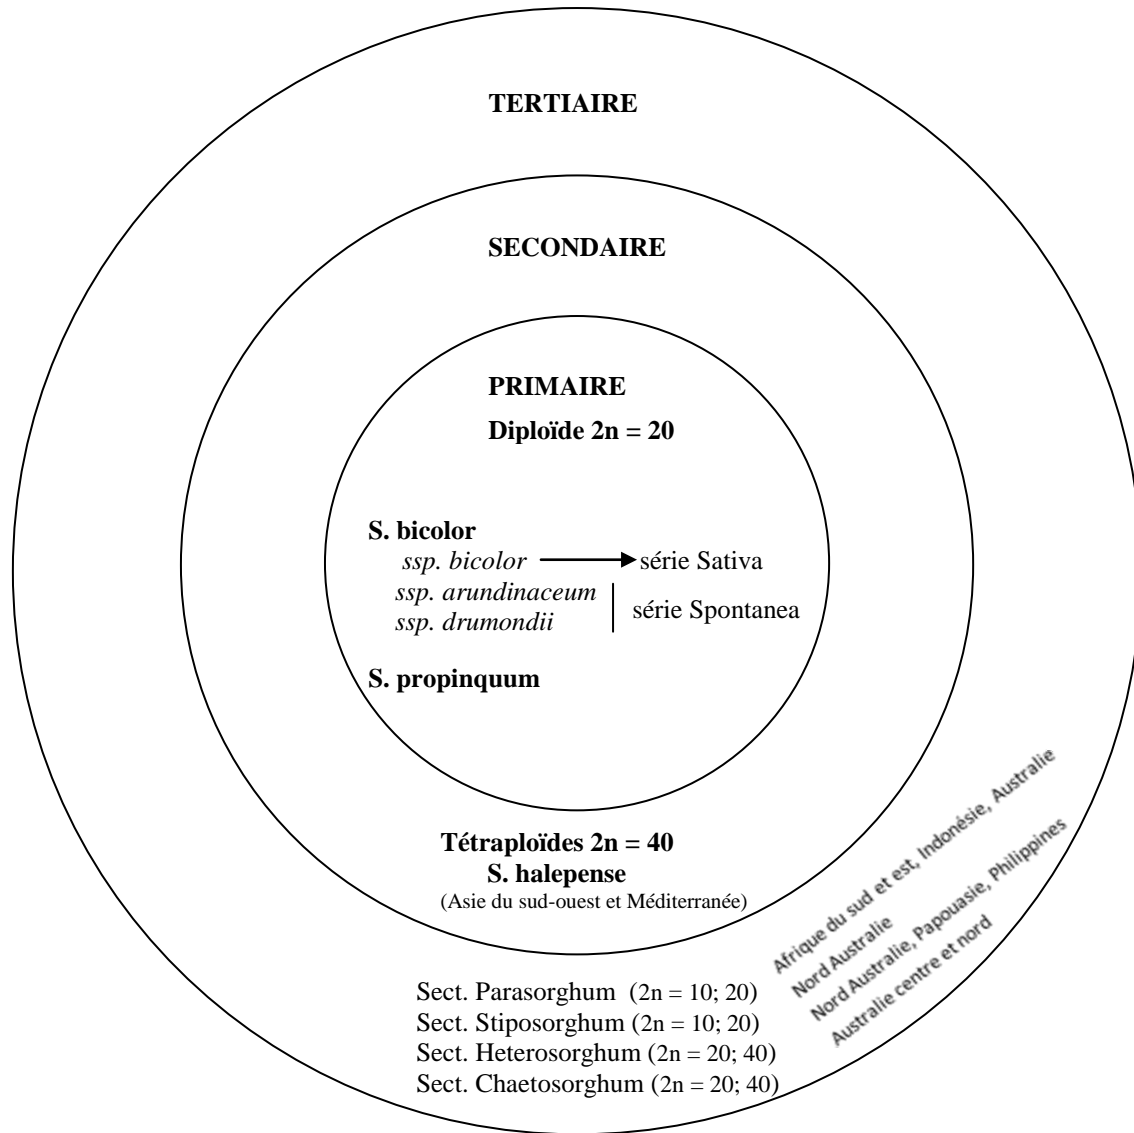 TERTIAIRE
SECONDAIRE
PRIMAIRE
Diploïde 2n = 20
S. bicolor
ssp. bicolor série Sativa
ssp. arundinaceum
série Spontanea
ssp. drumondii
S. propinquum
Tétraploïdes 2n = 40
S. halepense
(Asie du sud-ouest et Méditerranée)
Sect. Parasorghum (2n = 10; 20)
Sect. Stiposorghum (2n = 10; 20)
Sect. Heterosorghum (2n = 20; 40)
Sect. Chaetosorghum (2n = 20; 40)
Afrique du sud et est, Indonésie, Australie
Nord Australie
Nord Australie, Papouasie, Philippines
Australie centre et nord